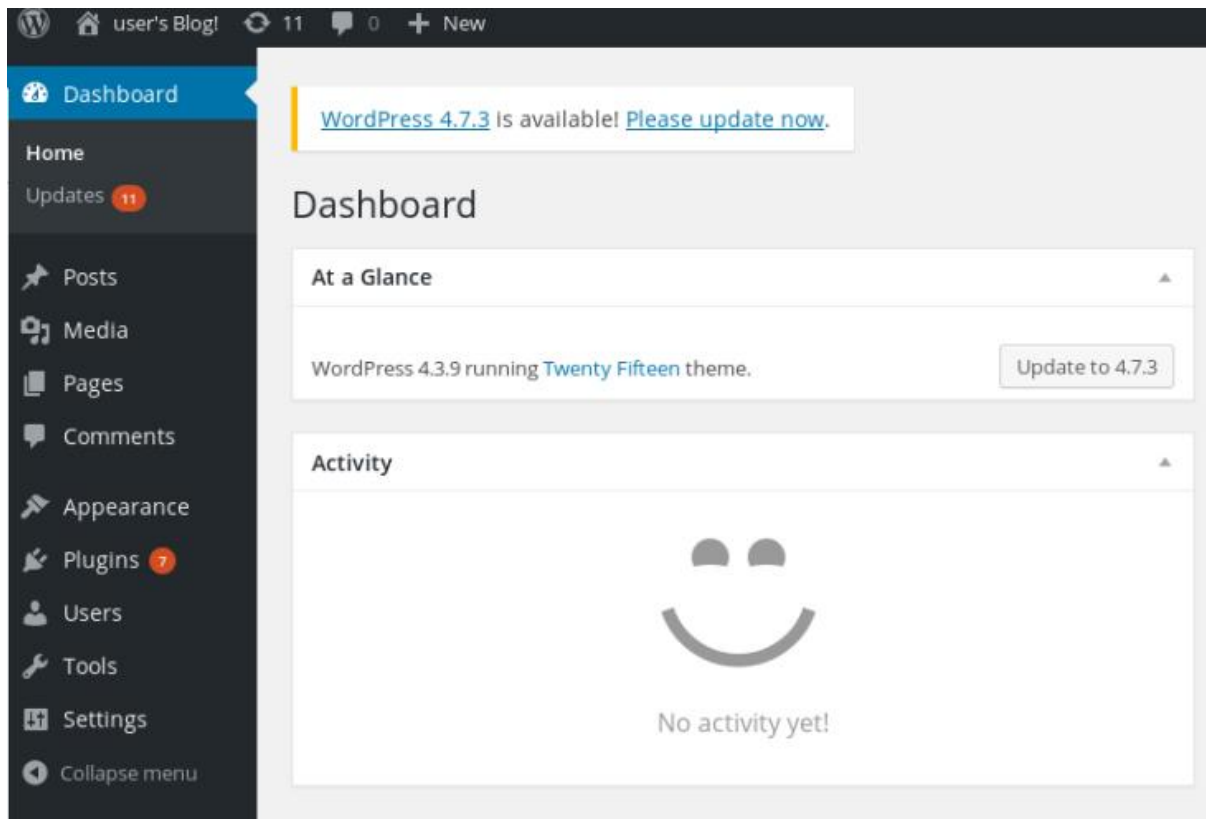 user's Blog! 11 0 + New
Dashboard
Home
Updates 11
Posts
Media
Pages
Comments
Appearance
Plugins 7
Users
Tools
Settings
Collapse menu
WordPress 4.7.3 is available! Please update now.
Dashboard
At a Glance
WordPress 4.3.9 running Twenty Fifteen theme. Update to 4.7.3
Activity
No activity yet!